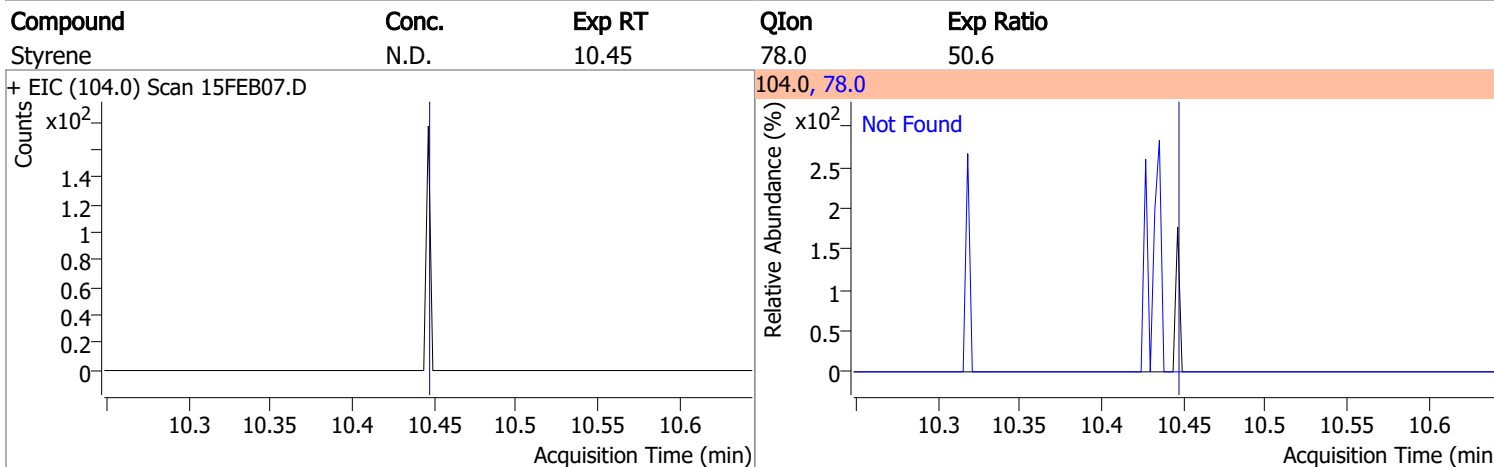 Compound Conc. Exp RT QIon Exp Ratio
Styrene N.D. 10.45 78.0 50.6
+ EIC (104.0) Scan 15FEB07.D
Counts
x10²
1.4
1.2
1
0.8
0.6
0.4
0.2
0
10.3 10.35 10.4 10.45 10.5 10.55 10.6
Acquisition Time (min)
104.0, 78.0
Relative Abundance (%)
x10²
Not Found
2.5
2
1.5
1
0.5
0
10.3 10.35 10.4 10.45 10.5 10.55 10.6
Acquisition Time (min